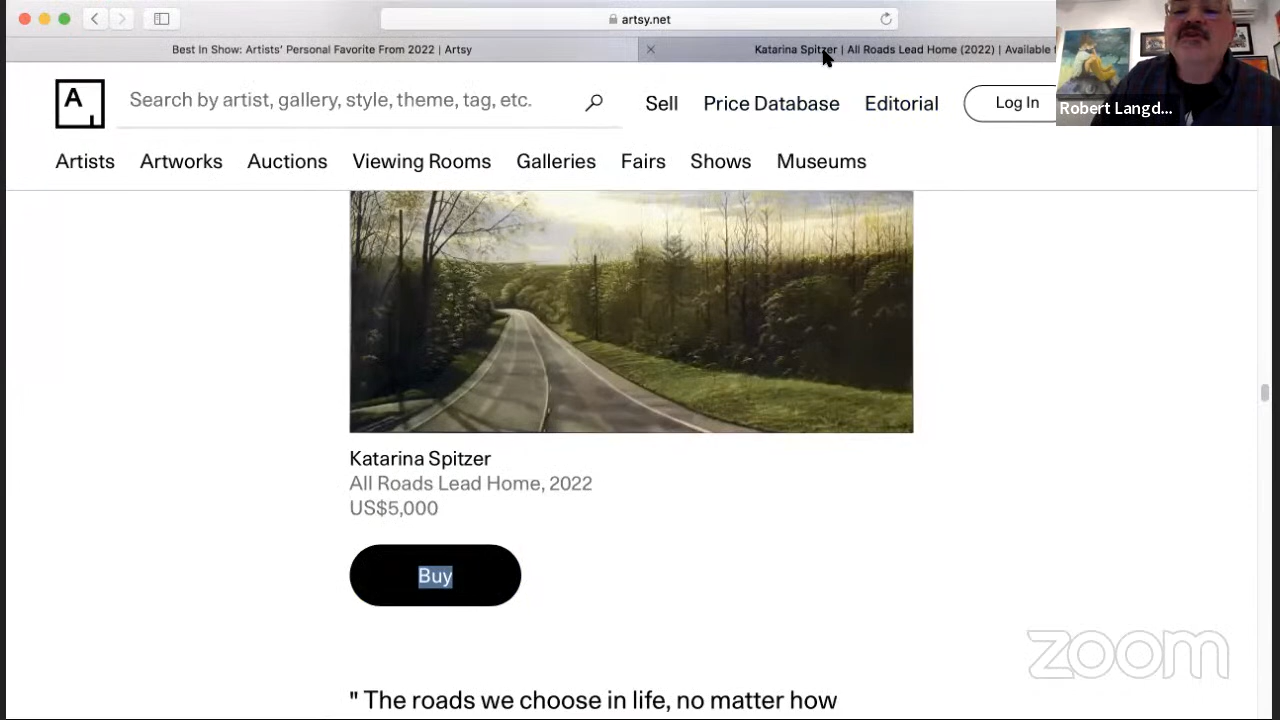 artsy.net
Best In Show: Artists' Personal Favorite From 2022 | Artsy
Katarina Spitzer | All Roads Lead Home (2022) | Available
Search by artist, gallery, style, theme, tag, etc.
Sell
Price Database
Editorial
Log In
Robert Langd...
Artists
Artworks
Auctions
Viewing Rooms
Galleries
Fairs
Shows
Museums
A
Katarina Spitzer
All Roads Lead Home, 2022
US$5,000
Buy
zoom
" The roads we choose in life, no matter how